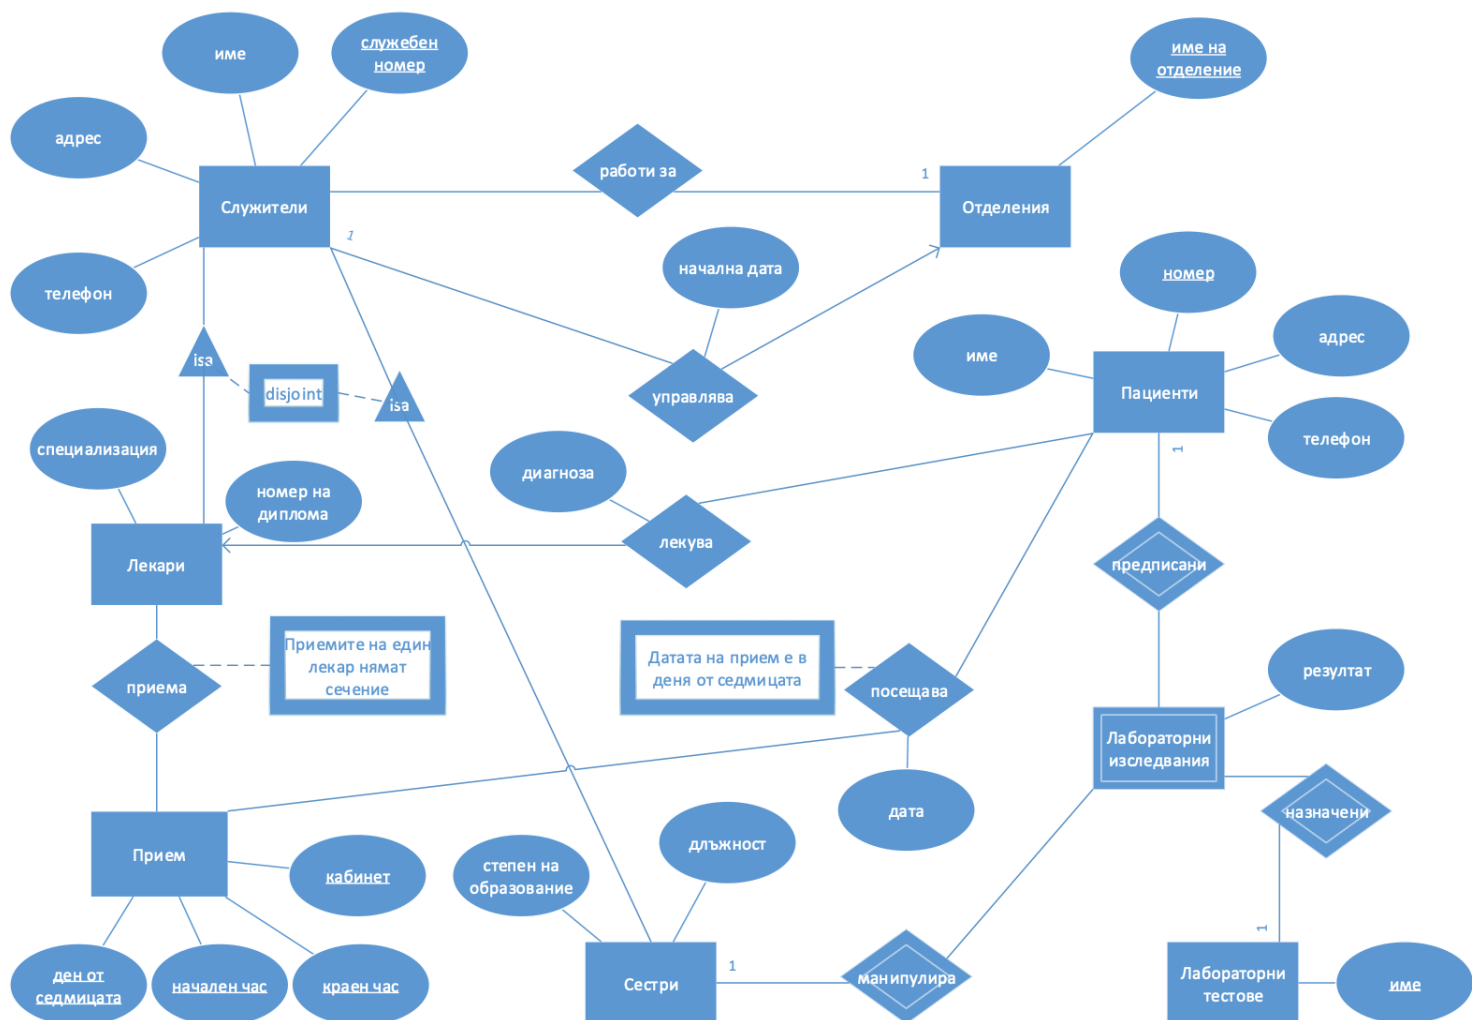 име
служебен
номер
име на
отделение
адрес
работи за
1
Служители
Отделения
1
телефон
начална дата
номер
име
адрес
isa
disjoint
isa
управлява
Пациенти
специализация
телефон
1
диагноза
номер на
диплома
лекува
Лекари
предписани
Приемите на един
лекар нямат
сечение
Датата на прием е в
деня от седмицата
приема
посещава
резултат
Лабораторни
изследвания
дата
назначени
длъжност
Прием
степен на
образование
кабинет
1
ден от
седмицата
начален час
краен час
Сестри
1
манипулира
Лабораторни
тестове
име